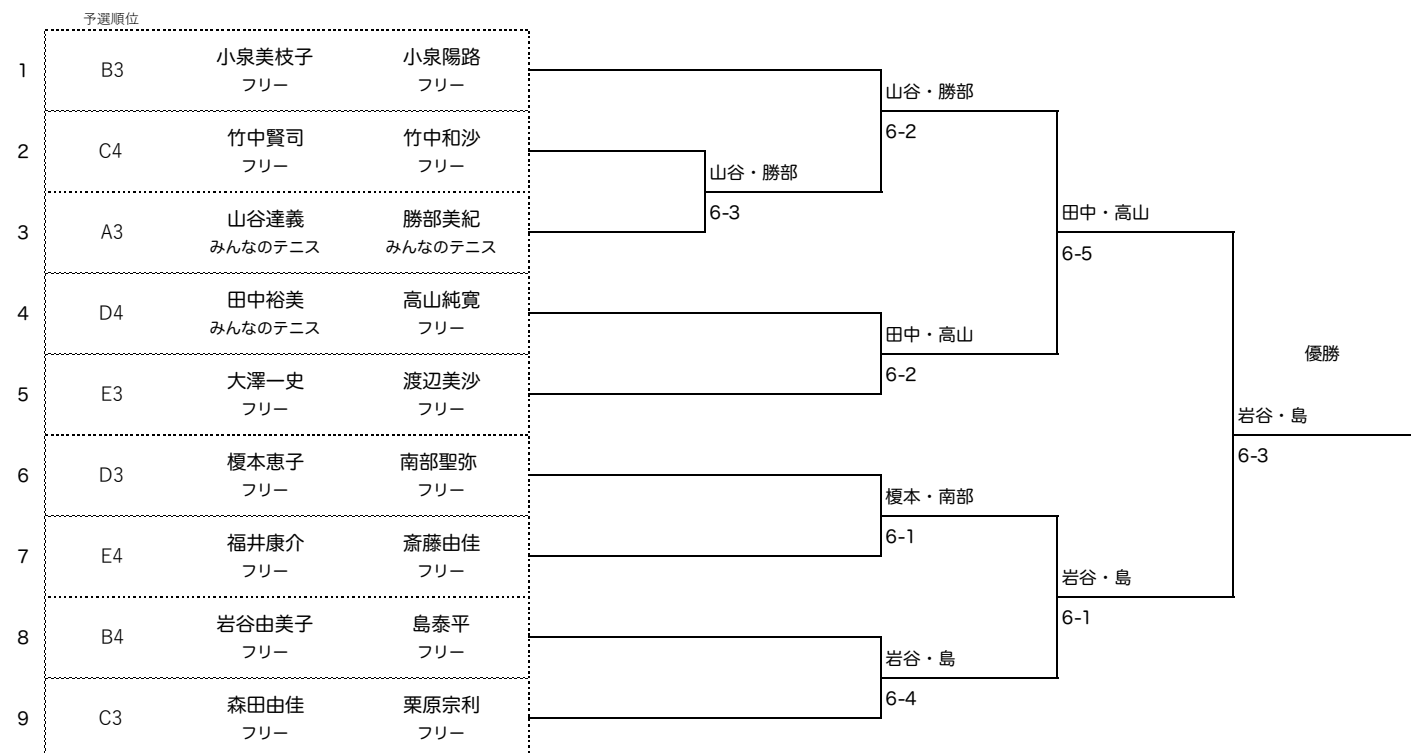 予選順位
1 B3 小泉美枝子 小泉陽路
フリー フリー
山谷・勝部
6-2
2 C4 竹中賢司 竹中和沙
フリー フリー
山谷・勝部
6-3
3 A3 山谷達義 勝部美紀
みんなのテニス みんなのテニス
田中・高山
6-5
4 D4 田中裕美 高山純寛
みんなのテニス フリー
田中・高山
6-2
優勝
5 E3 大澤一史 渡辺美沙
フリー フリー
岩谷・島
6-3
6 D3 榎本恵子 南部聖弥
フリー フリー
榎本・南部
6-1
7 E4 福井康介 斎藤由佳
フリー フリー
岩谷・島
6-1
8 B4 岩谷由美子 島泰平
フリー フリー
岩谷・島
6-4
9 C3 森田由佳 栗原宗利
フリー フリー